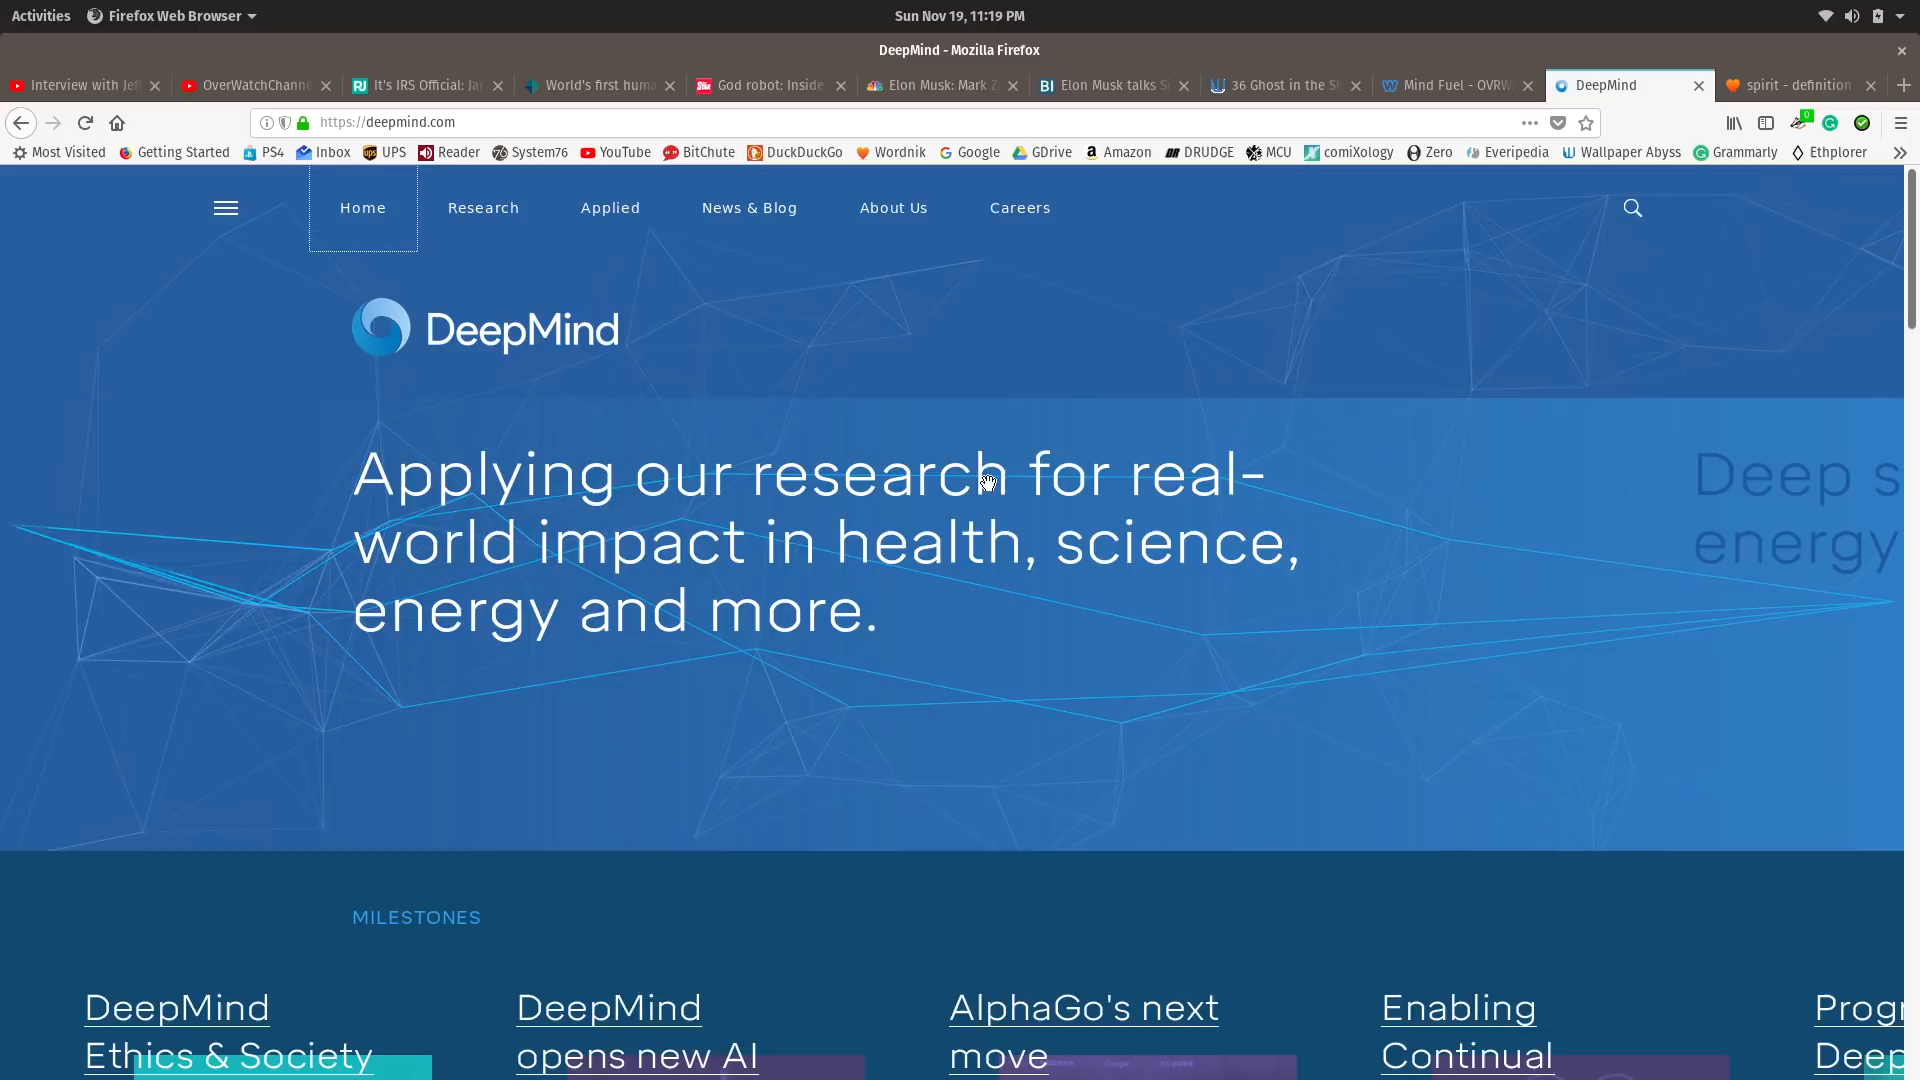 Activities Firefox Web Browser Sun Nov 19, 11:19 PM
DeepMind - Mozilla Firefox
Interview with Jef OverWatchChanne It's IRS Official: Ja World's first huma God robot: Inside Elon Musk: Mark Z Elon Musk talks Si 36 Ghost in the Sh Mind Fuel - OVRW DeepMind spirit - definition
https://deepmind.com
Most Visited Getting Started PS4 Inbox UPS Reader System76 YouTube BitChute DuckDuckGo Wordnik Google GDrive Amazon DRUDGE MCU comiXology Zero Everipedia Wallpaper Abyss Grammarly Ethplorer
Home Research Applied News & Blog About Us Careers
DeepMind
Applying our research for real-
world impact in health, science,
energy and more.
Deep s
energy
MILESTONES
DeepMind
Ethics & Society
DeepMind
opens new AI
AlphaGo's next
move
Enabling
Continual
Progr
Deep